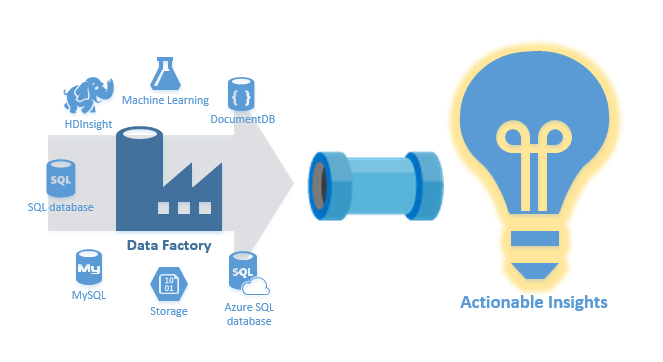 Machine Learning
HDInsight
DocumentDB
{ }
SQL
SQL database
Data Factory
My
MySQL
10
01
Storage
SQL
Azure SQL
database
Actionable Insights